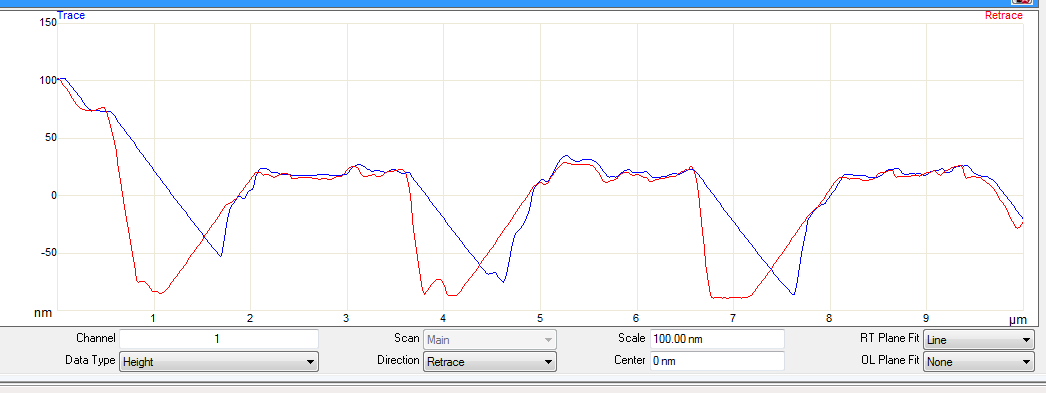 Trace Retrace
150
100
50
0
-50
nm 1 2 3 4 5 6 7 8 9 µm
Channel 1 Scan Main Scale 100.00 nm RT Plane Fit Line
Data Type Height Direction Retrace Center 0 nm OL Plane Fit None